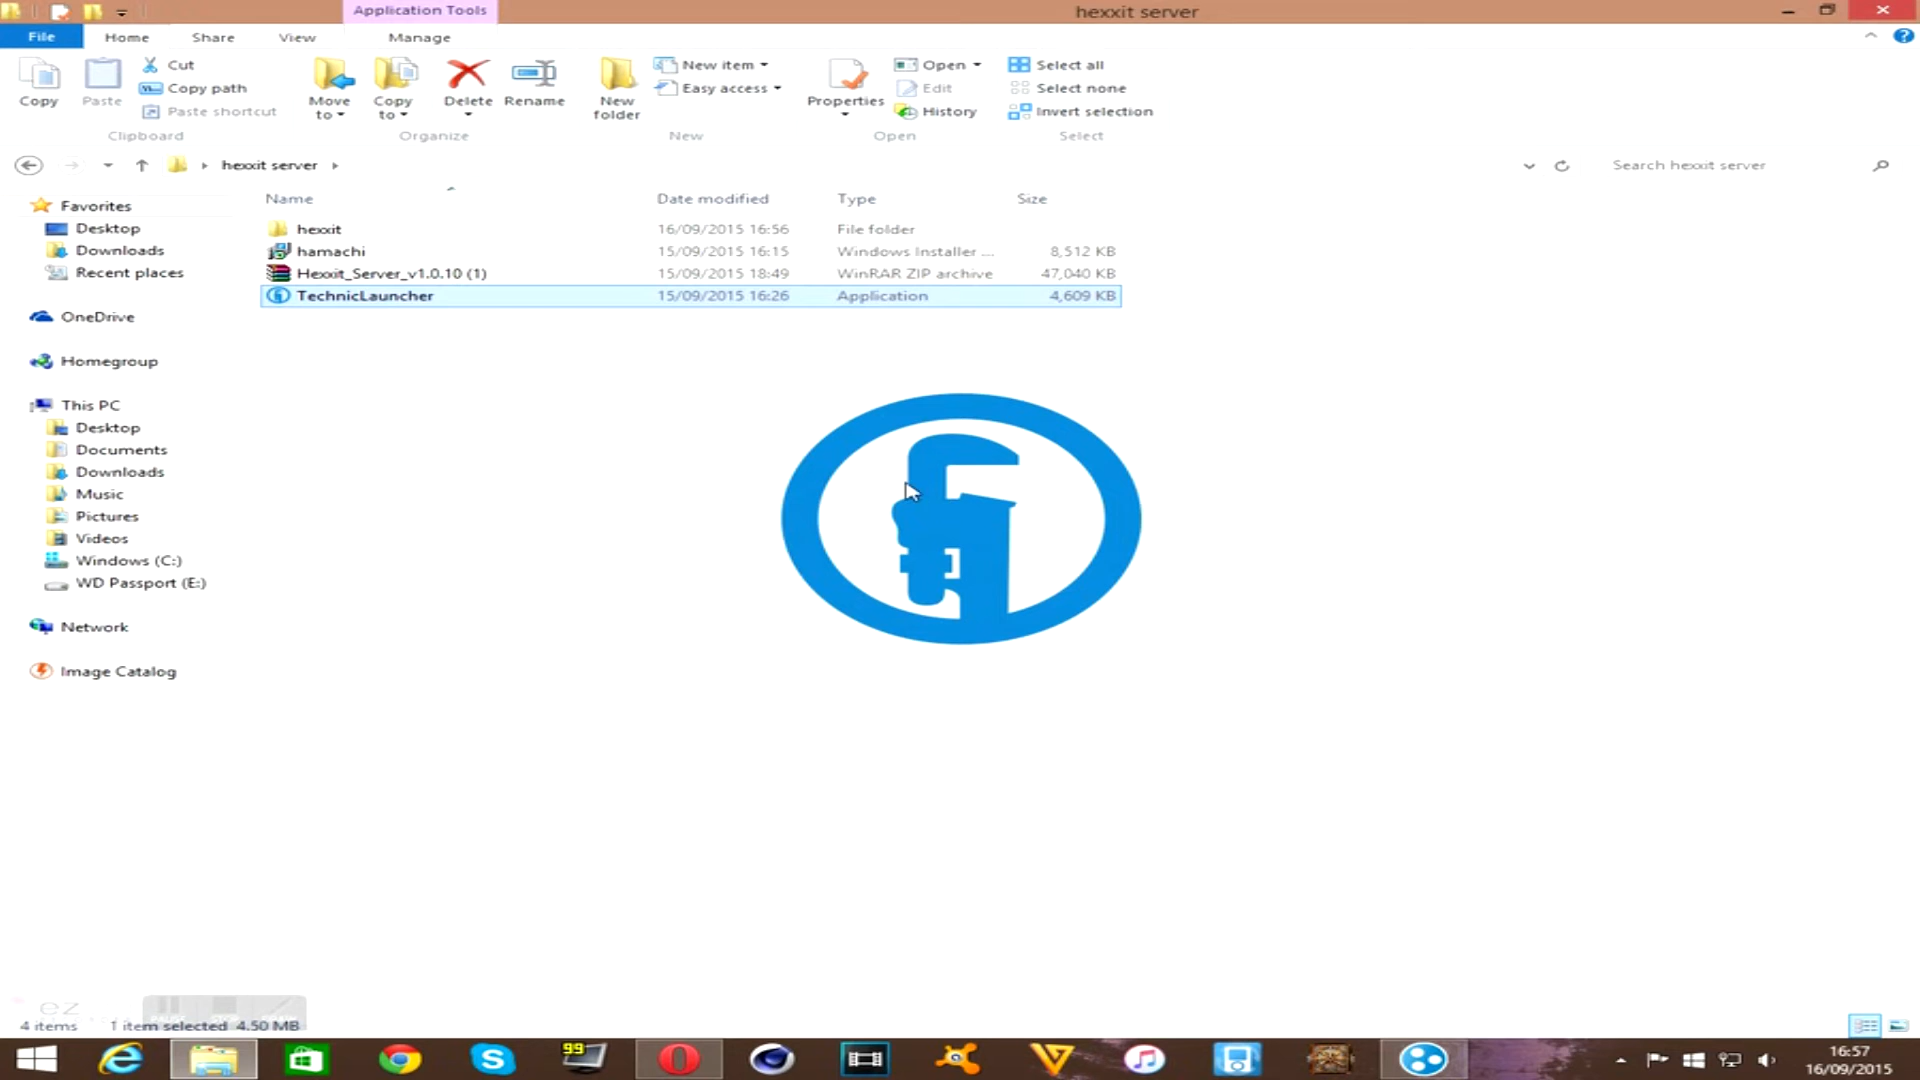 Application Tools
hexxit server
File Home Share View Manage
Copy
Paste
Cut
Copy path
Paste shortcut
Clipboard
Move to
Copy to
Delete
Rename
Organize
New folder
New item
Easy access
New
Properties
Open
Edit
History
Open
Select all
Select none
Invert selection
Select
hexxit server
Search hexxit server
Name Date modified Type Size
hexxit 16/09/2015 16:56 File folder
hamachi 15/09/2015 16:15 Windows Installer ... 8,512 KB
Hexxit_Server_v1.0.10 (1) 15/09/2015 18:49 WinRAR ZIP archive 47,040 KB
TechnicLauncher 15/09/2015 16:26 Application 4,609 KB
Favorites
Desktop
Downloads
Recent places
OneDrive
Homegroup
This PC
Desktop
Documents
Downloads
Music
Pictures
Videos
Windows (C:)
WD Passport (E:)
Network
Image Catalog
ez
4 items 1 item selected 4.50 MB
99
16:57
16/09/2015